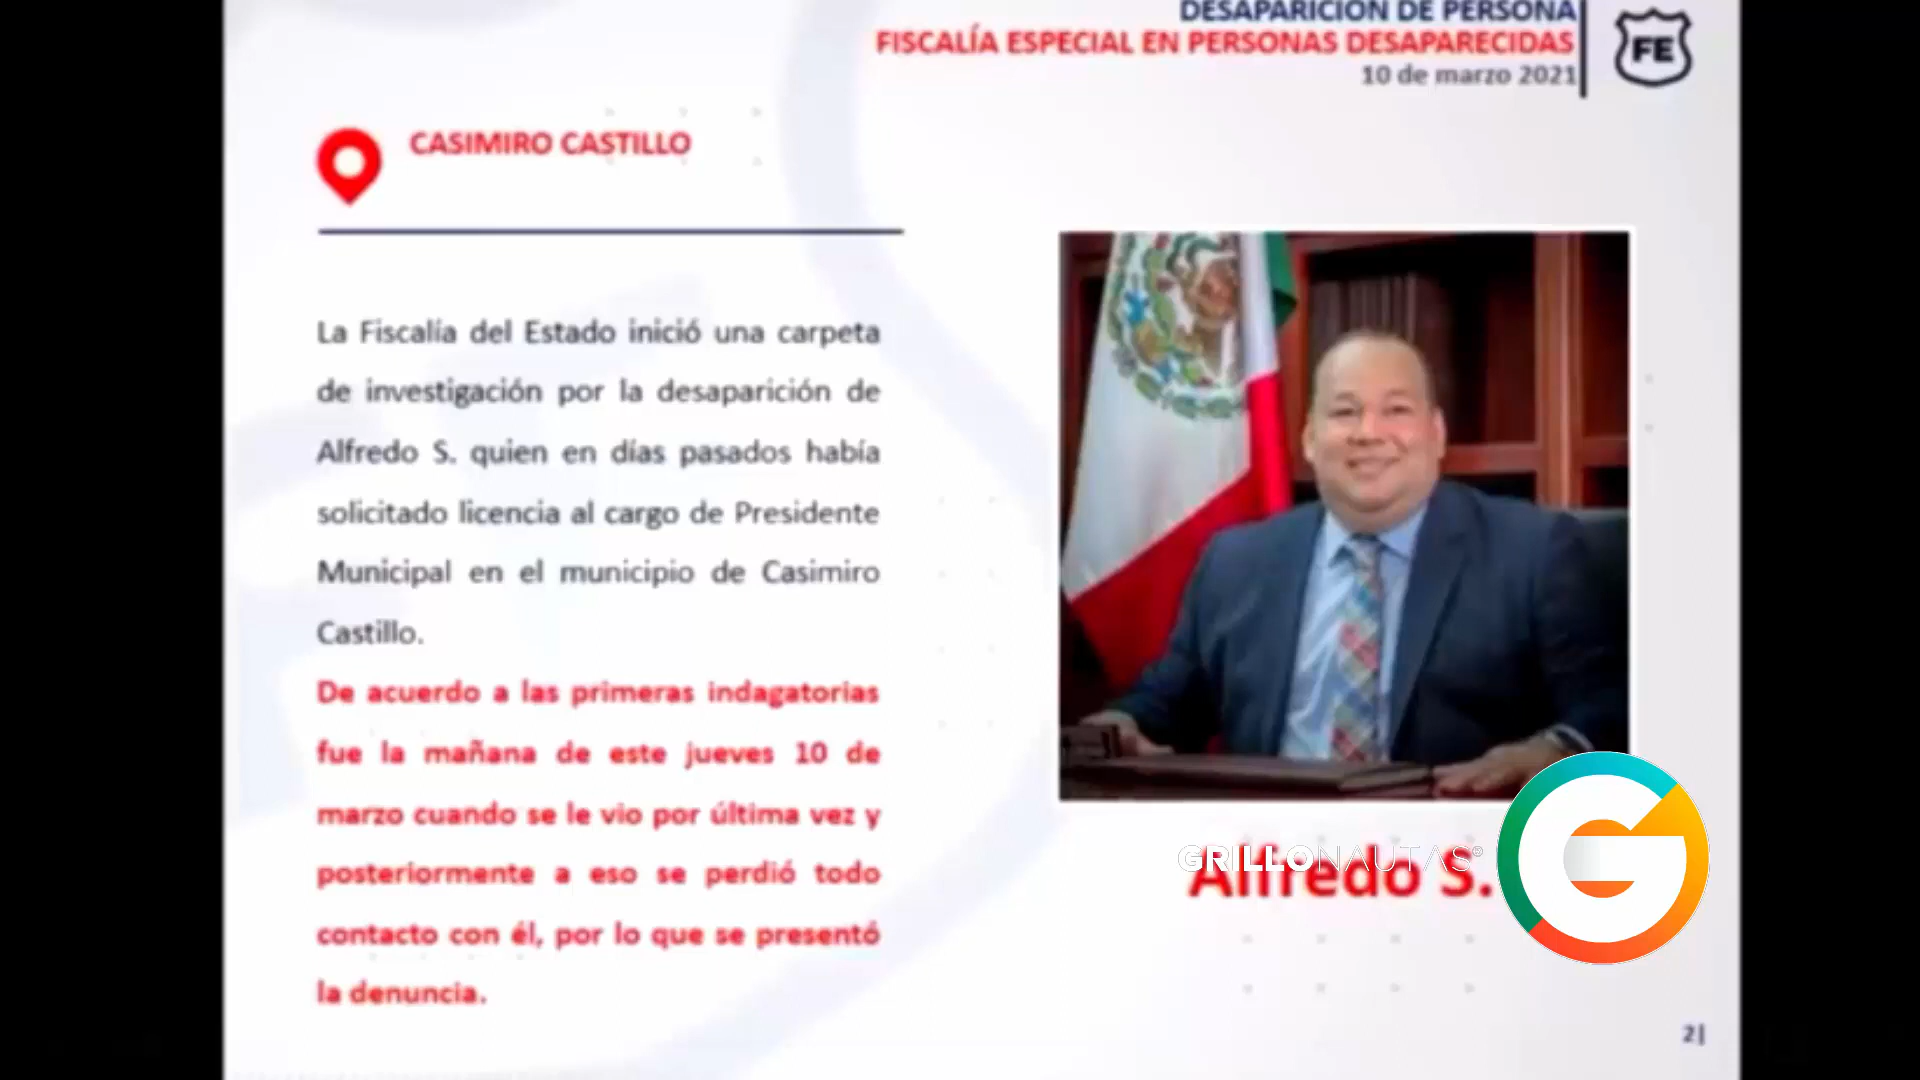 DESAPARICIÓN DE PERSONA
FISCALÍA ESPECIAL EN PERSONAS DESAPARECIDAS
10 de marzo 2021
FE
CASIMIRO CASTILLO
La Fiscalía del Estado inició una carpeta
de investigación por la desaparición de
Alfredo S. quien en días pasados había
solicitado licencia al cargo de Presidente
Municipal en el municipio de Casimiro
Castillo.
De acuerdo a las primeras indagatorias
fue la mañana de este jueves 10 de
marzo cuando se le vio por última vez y
posteriormente a eso se perdió todo
contacto con él, por lo que se presentó
la denuncia.
Alfredo S.
GRILLONAUTAS®
G
2|